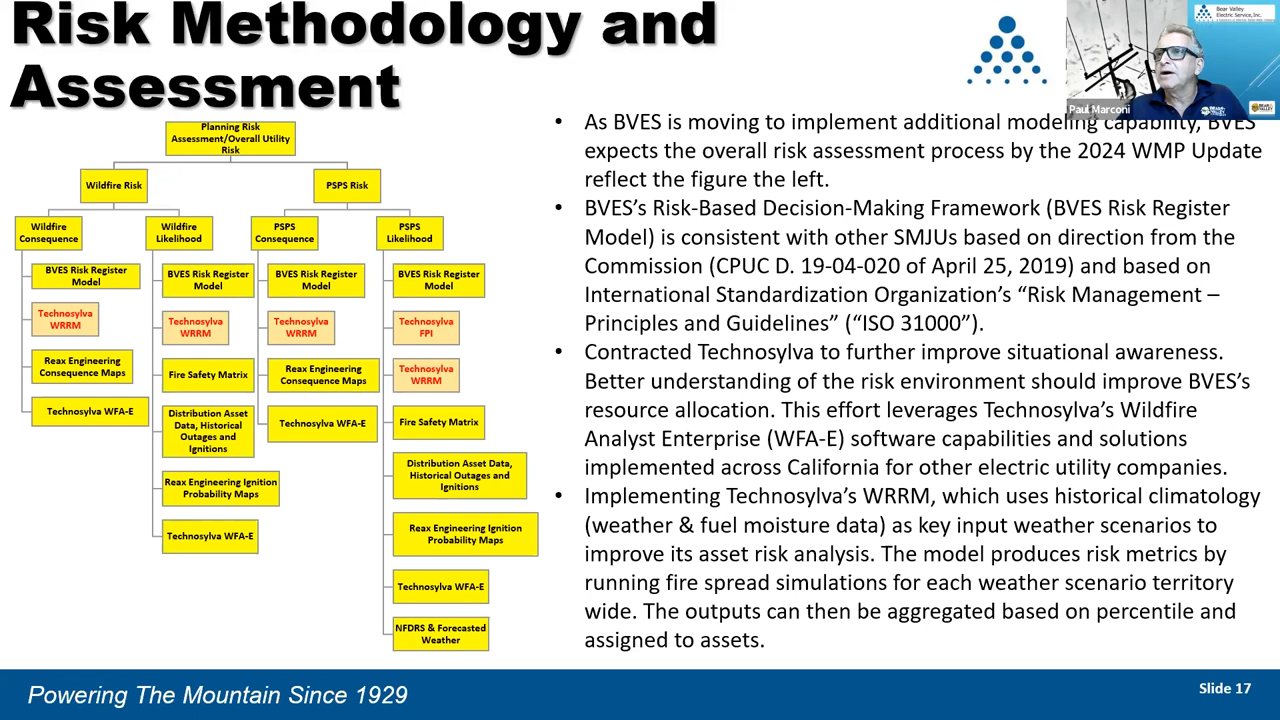 Risk Methodology and
Assessment
Bear Valley
Electric Service, Inc.
Paul Marconi
Planning Risk
Assessment/Overall Utility
Risk
Wildfire Risk
PSPS Risk
Wildfire
Consequence
Wildfire
Likelihood
PSPS
Consequence
PSPS
Likelihood
BVES Risk Register
Model
Technosylva
WRRM
Reax Engineering
Consequence Maps
Technosylva WFA-E
BVES Risk Register
Model
Technosylva
WRRM
Fire Safety Matrix
Distribution Asset
Data, Historical
Outages and
Ignitions
Reax Engineering Ignition
Probability Maps
Technosylva WFA-E
BVES Risk Register
Model
Technosylva
WRRM
Reax Engineering
Consequence Maps
Technosylva WFA-E
BVES Risk Register
Model
Technosylva
FPI
Technosylva
WRRM
Fire Safety Matrix
Distribution Asset Data,
Historical Outages and
Ignitions
Reax Engineering Ignition
Probability Maps
Technosylva WFA-E
NFDRS & Forecasted
Weather
• As BVES is moving to implement additional modeling capability, BVES
expects the overall risk assessment process by the 2024 WMP Update
reflect the figure the left.
• BVES’s Risk-Based Decision-Making Framework (BVES Risk Register
Model) is consistent with other SMJUs based on direction from the
Commission (CPUC D. 19-04-020 of April 25, 2019) and based on
International Standardization Organization’s “Risk Management –
Principles and Guidelines” (“ISO 31000”).
• Contracted Technosylva to further improve situational awareness.
Better understanding of the risk environment should improve BVES’s
resource allocation. This effort leverages Technosylva’s Wildfire
Analyst Enterprise (WFA-E) software capabilities and solutions
implemented across California for other electric utility companies.
• Implementing Technosylva’s WRRM, which uses historical climatology
(weather & fuel moisture data) as key input weather scenarios to
improve its asset risk analysis. The model produces risk metrics by
running fire spread simulations for each weather scenario territory
wide. The outputs can then be aggregated based on percentile and
assigned to assets.
Powering The Mountain Since 1929
Slide 17